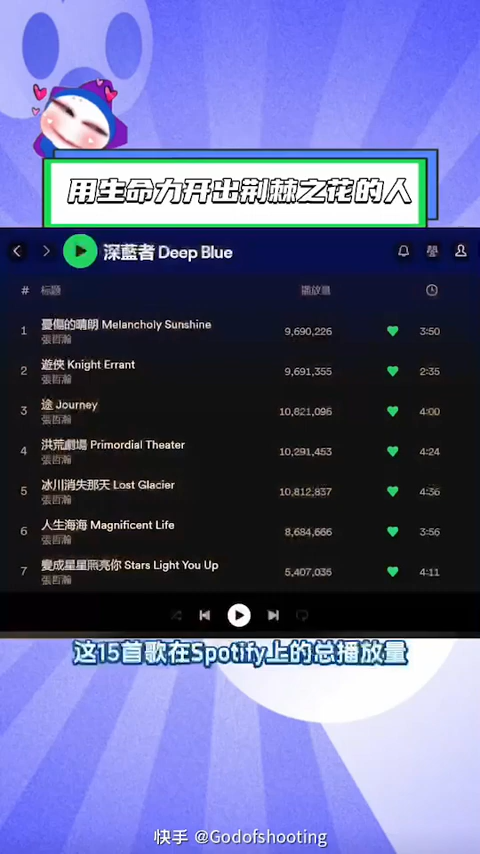 用生命力开出荆棘之花的人
深藍者 Deep Blue
# 标题 播放量
1 憂傷的晴朗 Melancholy Sunshine 9,690,226 3:50
張哲瀚
2 遊俠 Knight Errant 9,691,355 2:35
張哲瀚
3 途 Journey 10,821,096 4:00
張哲瀚
4 洪荒劇場 Primordial Theater 10,291,453 4:24
張哲瀚
5 冰川消失那天 Lost Glacier 10,812,837 4:36
張哲瀚
6 人生海海 Magnificent Life 8,684,666 3:56
張哲瀚
7 變成星星照亮你 Stars Light You Up 5,407,035 4:11
張哲瀚
这15首歌在Spotify上的总播放量
快手 @Godofshooting